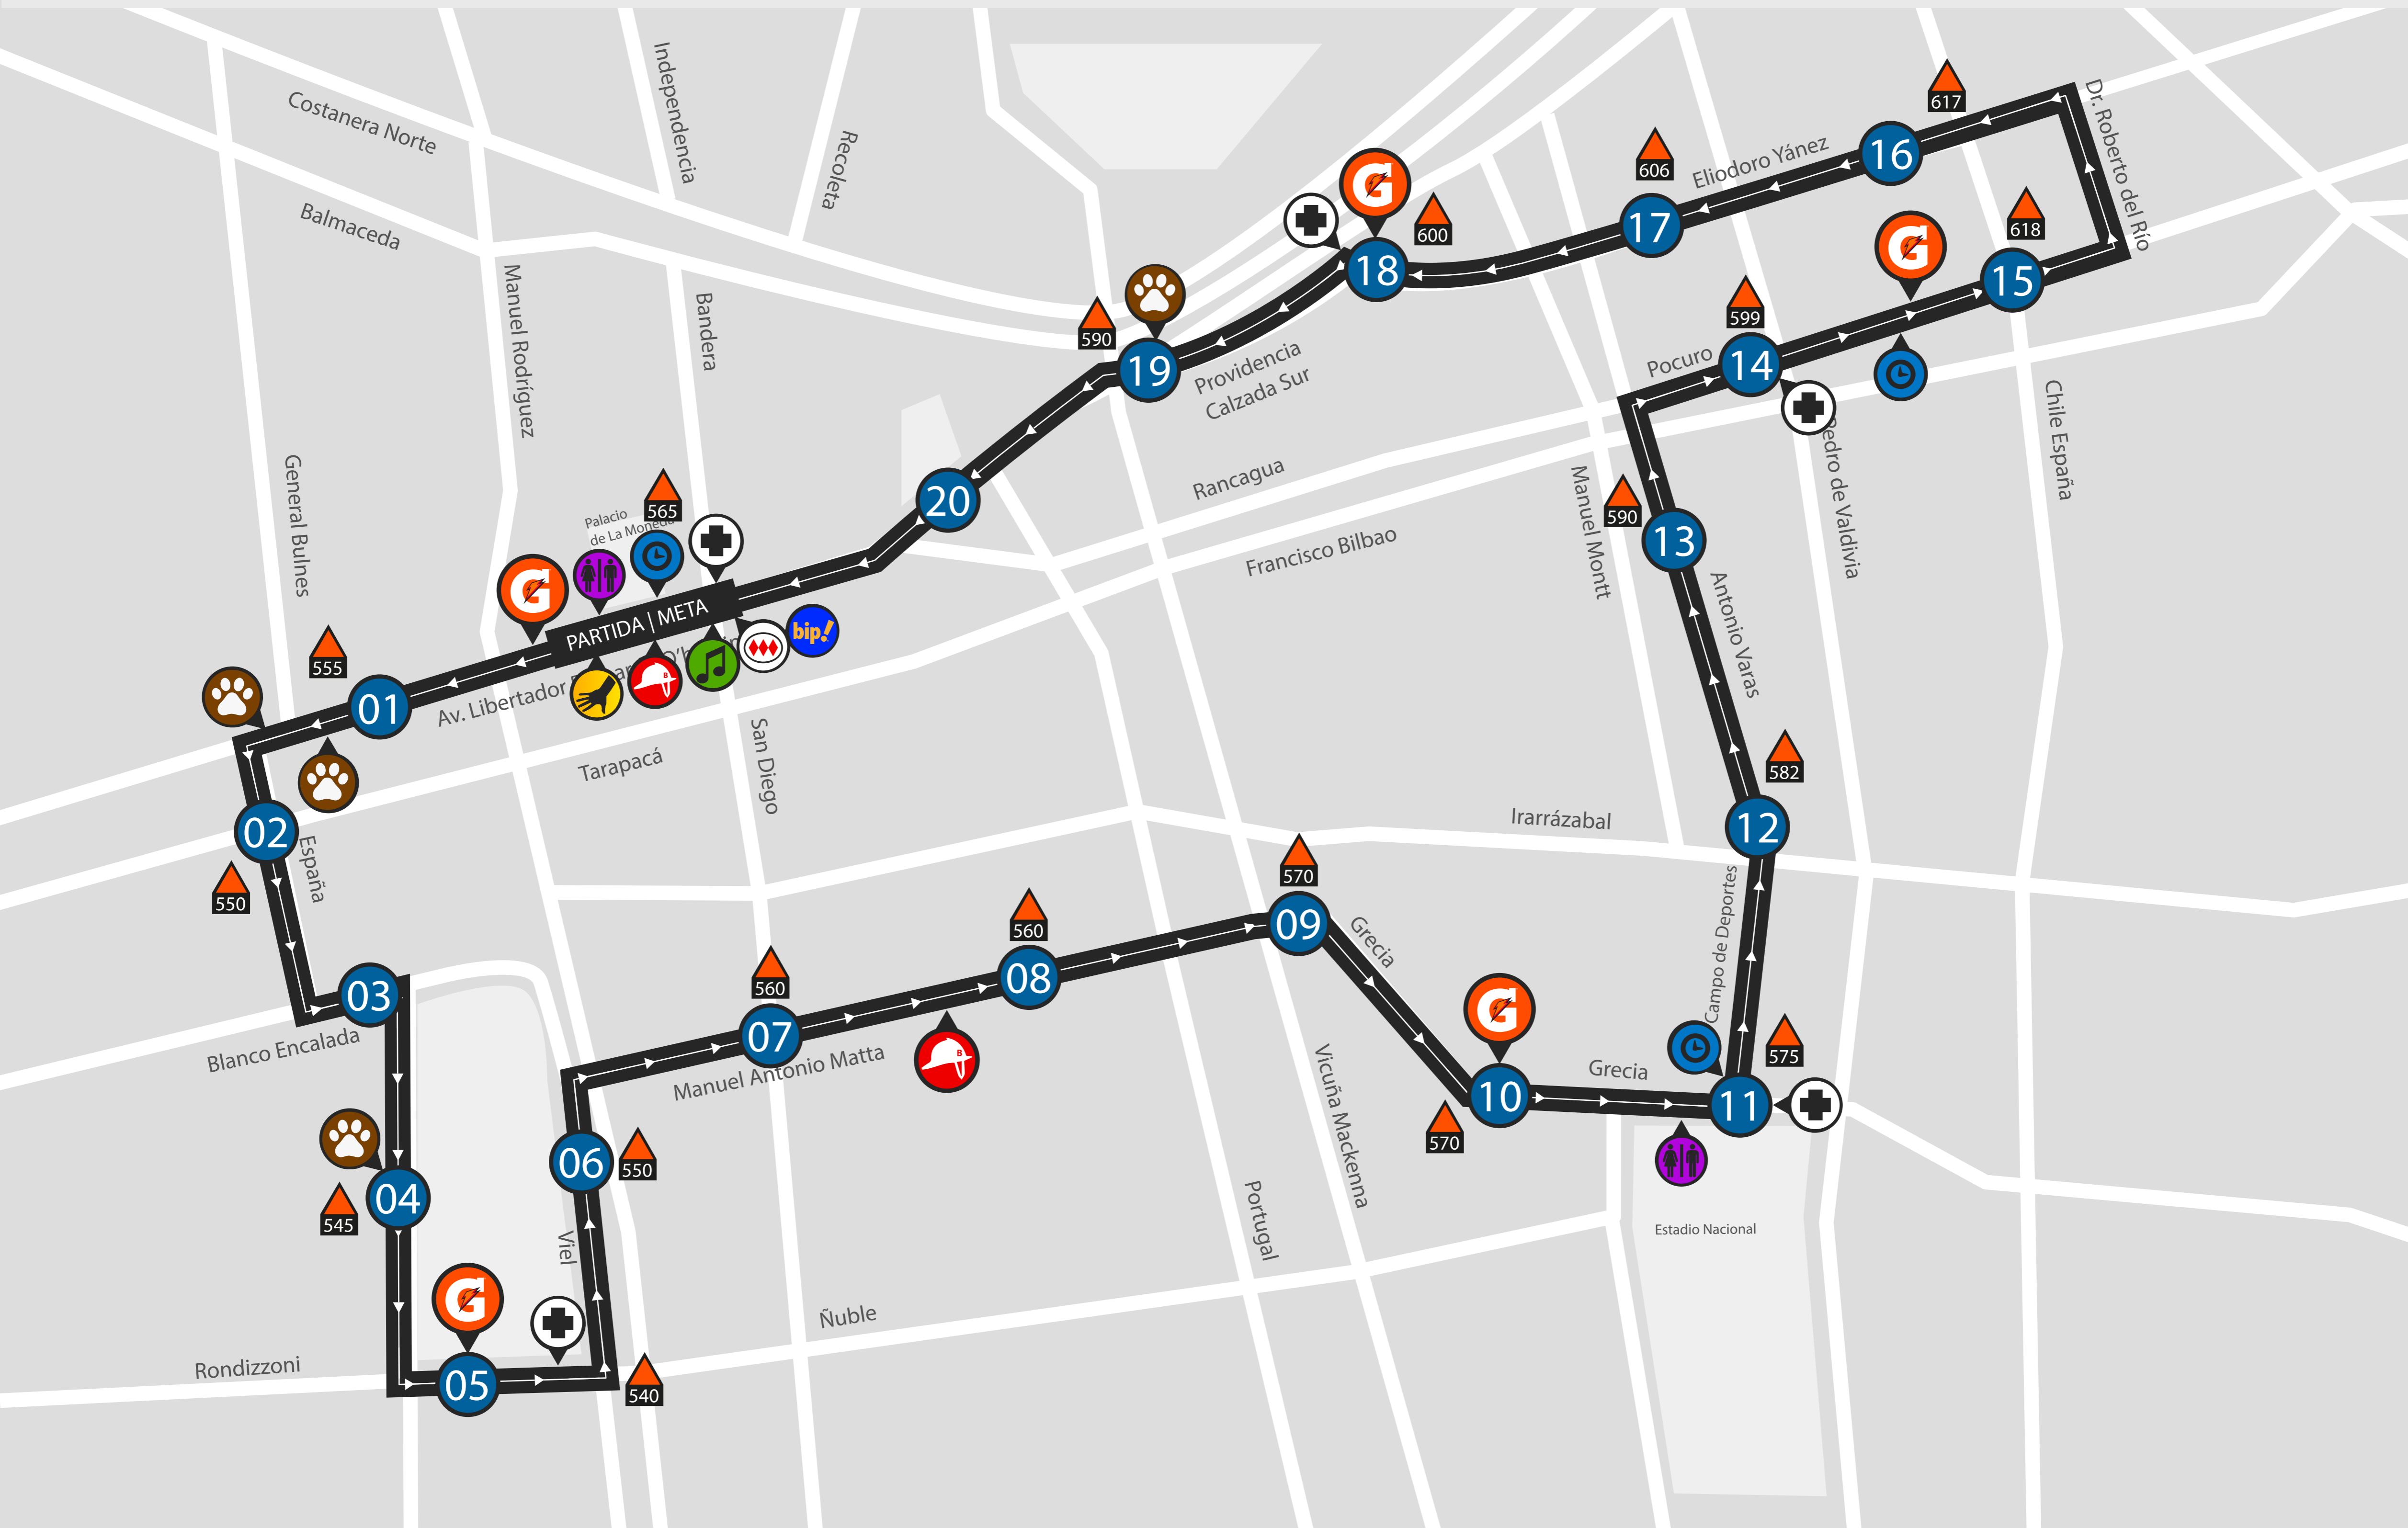 Costanera Norte
Independencia
Recoleta
Balmaceda
Manuel Rodríguez
Bandera
General Bulnes
617
Dr. Roberto del Río
16
606
Eliodoro Yánez
17
G
600
18
618
G
15
590
19
Providencia
Calzada Sur
599
Pocuro
14
Chile España
Rancagua
Manuel Montt
590
13
Francisco Bilbao
Antonio Varas
20
565
Palacio
de La Moneda
G
PARTIDA | META
bip!
B
555
01
Av. Libertador
Tarapacá
San Diego
02
550
España
582
12
Irarrázabal
Campo de Deportes
570
09
Grecia
560
08
560
07
Manuel Antonio Matta
B
03
Blanco Encalada
G
10
570
Grecia
575
11
Vicuña Mackenna
Portugal
Estadio Nacional
04
545
06
550
Viel
G
05
540
Rondizzoni
Ñuble